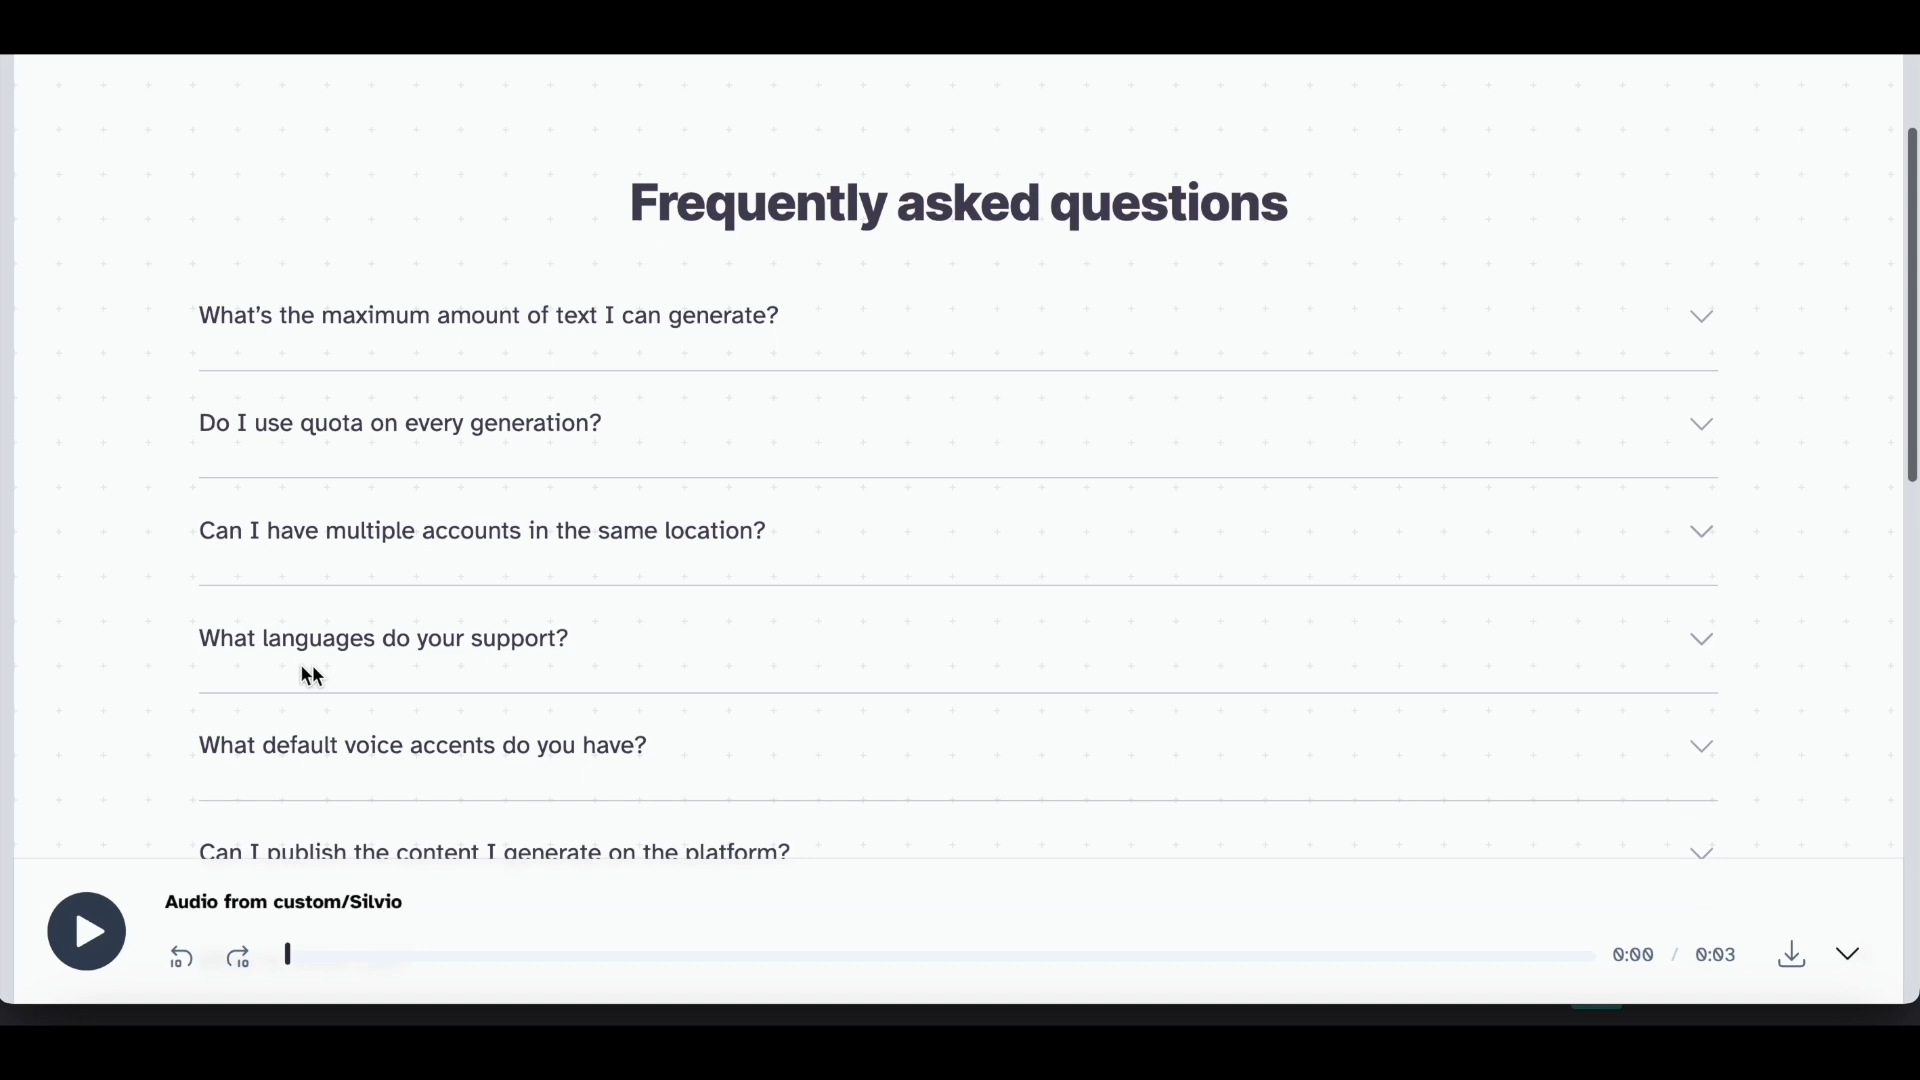 Frequently asked questions
What’s the maximum amount of text I can generate?
Do I use quota on every generation?
Can I have multiple accounts in the same location?
What languages do your support?
What default voice accents do you have?
Can I publish the content I generate on the platform?
Audio from custom/Silvio
10 10 0:00 / 0:03